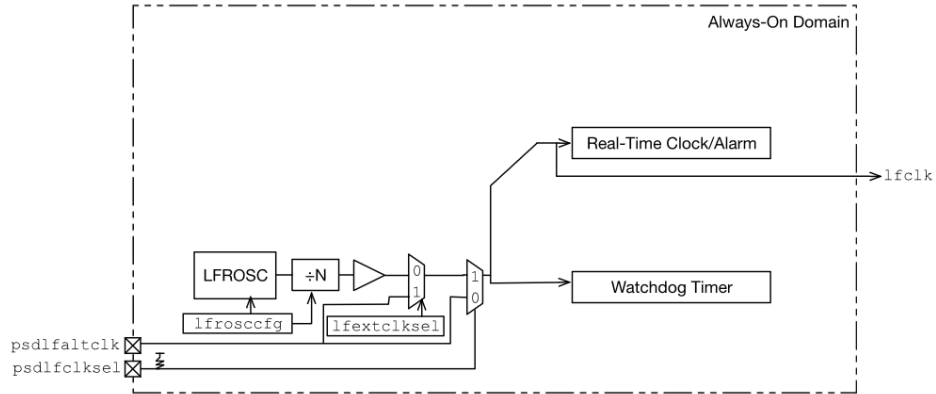 Always-On Domain
Real-Time Clock/Alarm
lfclk
LFROSC
÷N
0
1
1
0
Watchdog Timer
lfrosccfg
lfextclksel
psdlfaltclk
psdlfclksel